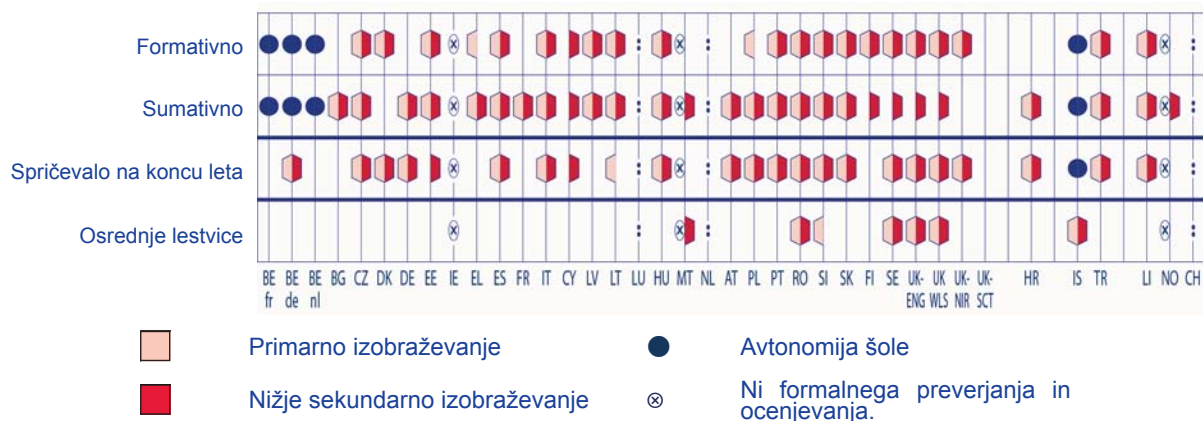 Formativno
Sumativno
Spričevalo na koncu leta
Osrednje lestvice
BE BE BE BG CZ DK DE EE IE EL ES FR IT CY LV LT LU HU MT NL AT PL PT RO SI SK FI SE UK- UK UK- UK- HR IS TR LI NO CH
fr de nl ENG WLS NIR SCT
Primarno izobraževanje
Avtonomija šole
Nižje sekundarno izobraževanje
Ni formalnega preverjanja in
ocenjevanja.